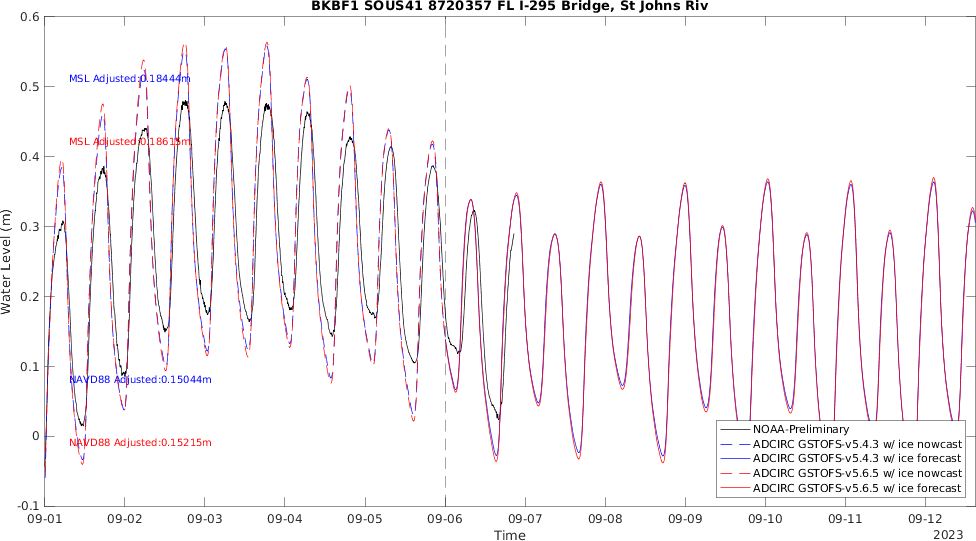 BKBF1 SOUS41 8720357 FL I-295 Bridge, St Johns Riv
0.6
0.5
0.4
0.3
0.2
0.1
0
-0.1
Water Level (m)
MSL Adjusted:0.18444m
MSL Adjusted:0.18615m
NAVD88 Adjusted:0.15044m
NAVD88 Adjusted:0.15215m
NOAA-Preliminary
ADCIRC GSTOFS-v5.4.3 w/ ice nowcast
ADCIRC GSTOFS-v5.4.3 w/ ice forecast
ADCIRC GSTOFS-v5.6.5 w/ ice nowcast
ADCIRC GSTOFS-v5.6.5 w/ ice forecast
09-01 09-02 09-03 09-04 09-05 09-06 09-07 09-08 09-09 09-10 09-11 09-12
Time
2023